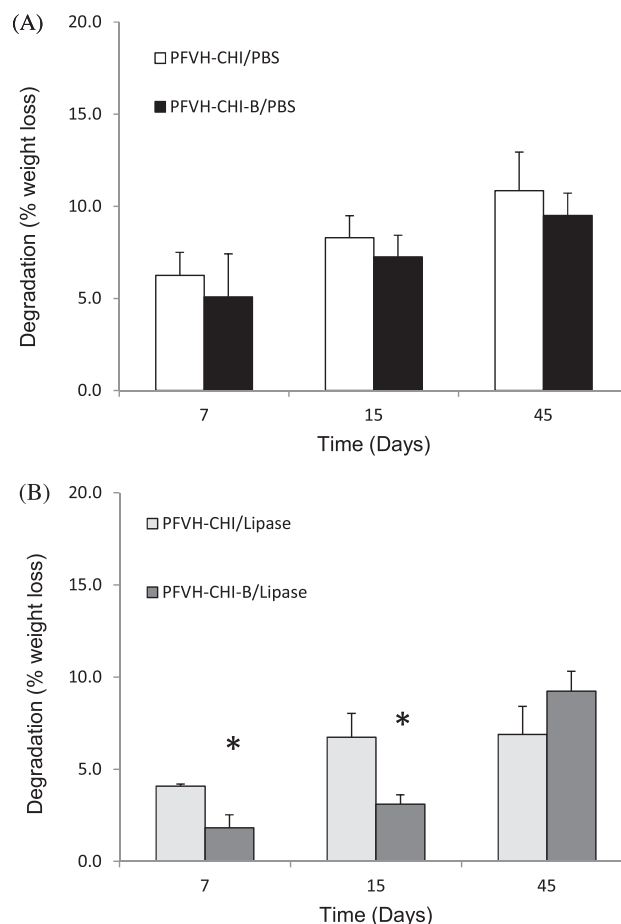 (A)
20.0
15.0
10.0
5.0
0.0
Degradation (% weight loss)
PFVH-CHI/PBS
PFVH-CHI-B/PBS
7 15 45
Time (Days)
(B)
20.0
15.0
10.0
5.0
0.0
Degradation (% weight loss)
PFVH-CHI/Lipase
PFVH-CHI-B/Lipase
* *
7 15 45
Time (Days)